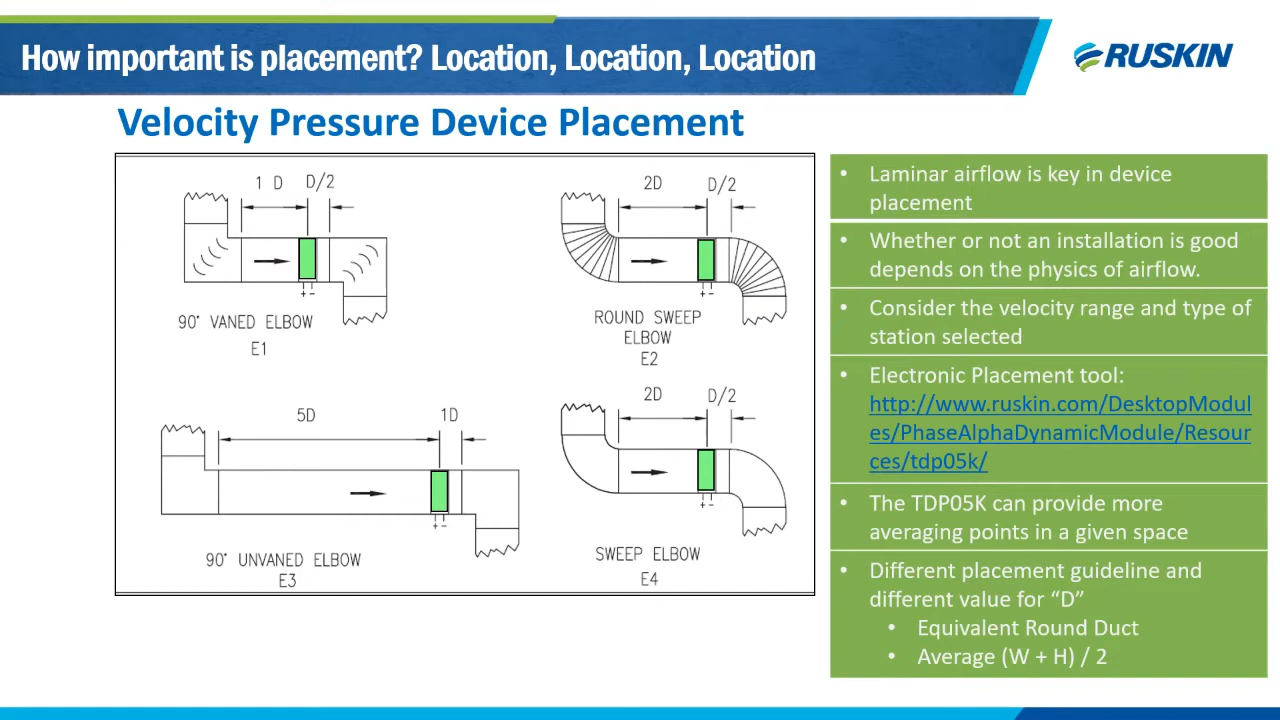 How important is placement? Location, Location, Location
RUSKIN
Velocity Pressure Device Placement
1 D
D/2
+ -
90° VANED ELBOW
E1
2D
D/2
+ -
ROUND SWEEP
ELBOW
E2
5D
1D
+ -
90° UNVANED ELBOW
E3
2D
D/2
+ -
SWEEP ELBOW
E4
• Laminar airflow is key in device
placement
• Whether or not an installation is good
depends on the physics of airflow.
• Consider the velocity range and type of
station selected
• Electronic Placement tool:
http://www.ruskin.com/DesktopModul
es/PhaseAlphaDynamicModule/Resour
ces/tdp05k/
• The TDP05K can provide more
averaging points in a given space
• Different placement guideline and
different value for “D”
• Equivalent Round Duct
• Average (W + H) / 2